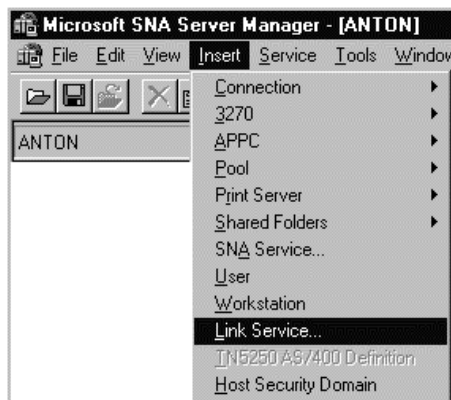 Microsoft SNA Server Manager - [ANTON]
File Edit View Insert Service Tools Window
ANTON
Connection
3270
APPC
Pool
Print Server
Shared Folders
SNA Service...
User
Workstation
Link Service...
TN5250 AS/400 Definition
Host Security Domain